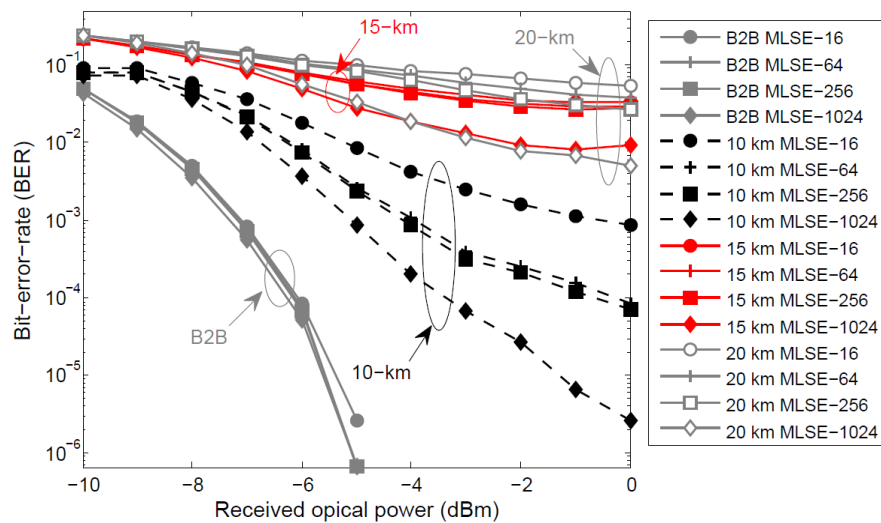 10⁻¹
10⁻²
10⁻³
10⁻⁴
10⁻⁵
10⁻⁶
Bit−error−rate (BER)
15−km
20−km
B2B
10−km
−10
−8
−6
−4
−2
0
Received opical power (dBm)
B2B MLSE−16
B2B MLSE−64
B2B MLSE−256
B2B MLSE−1024
10 km MLSE−16
10 km MLSE−64
10 km MLSE−256
10 km MLSE−1024
15 km MLSE−16
15 km MLSE−64
15 km MLSE−256
15 km MLSE−1024
20 km MLSE−16
20 km MLSE−64
20 km MLSE−256
20 km MLSE−1024